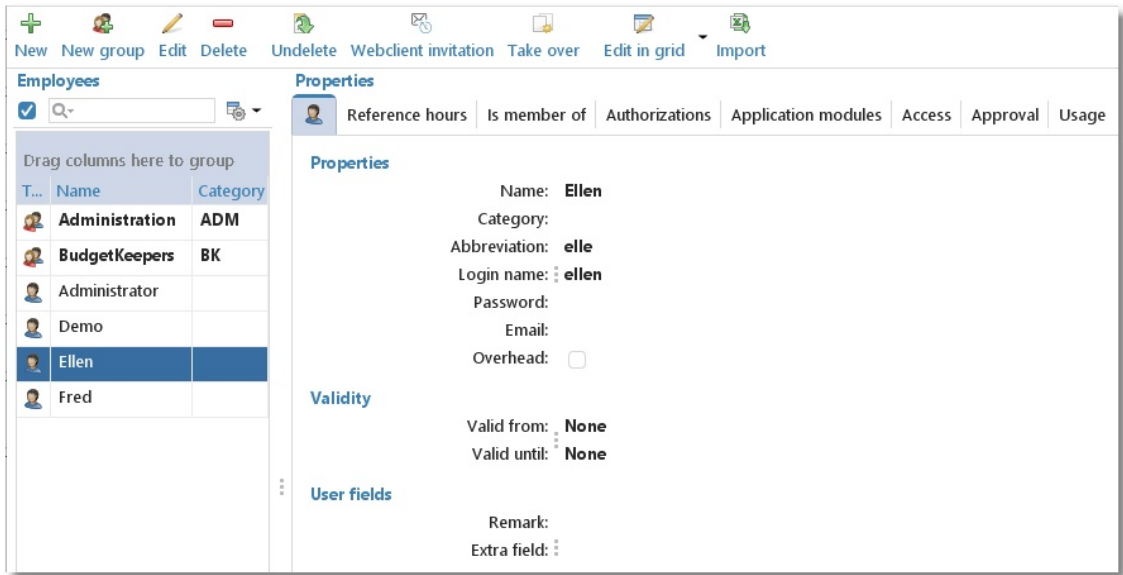 New New group Edit Delete Undelete Webclient invitation Take over Edit in grid Import
Employees
Drag columns here to group
T... Name Category
Administration ADM
BudgetKeepers BK
Administrator
Demo
Ellen
Fred
Properties
Reference hours Is member of Authorizations Application modules Access Approval Usage
Properties
Name: Ellen
Category:
Abbreviation: elle
Login name: ellen
Password:
Email:
Overhead:
Validity
Valid from: None
Valid until: None
User fields
Remark:
Extra field: